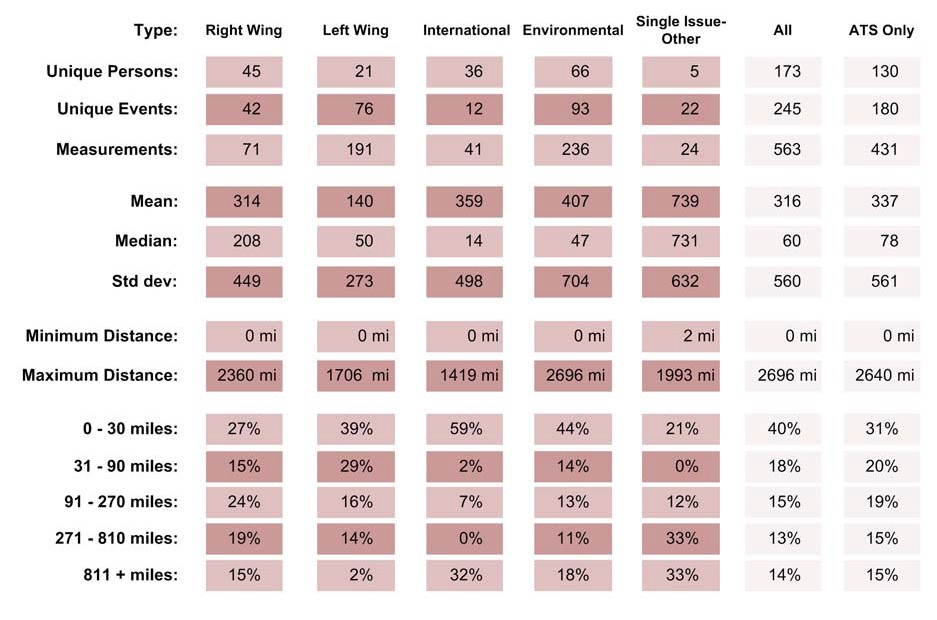 Type: Right Wing Left Wing International Environmental Single Issue-
Other All ATS Only
Unique Persons: 45 21 36 66 5 173 130
Unique Events: 42 76 12 93 22 245 180
Measurements: 71 191 41 236 24 563 431
Mean: 314 140 359 407 739 316 337
Median: 208 50 14 47 731 60 78
Std dev: 449 273 498 704 632 560 561
Minimum Distance: 0 mi 0 mi 0 mi 0 mi 2 mi 0 mi 0 mi
Maximum Distance: 2360 mi 1706 mi 1419 mi 2696 mi 1993 mi 2696 mi 2640 mi
0 - 30 miles: 27% 39% 59% 44% 21% 40% 31%
31 - 90 miles: 15% 29% 2% 14% 0% 18% 20%
91 - 270 miles: 24% 16% 7% 13% 12% 15% 19%
271 - 810 miles: 19% 14% 0% 11% 33% 13% 15%
811 + miles: 15% 2% 32% 18% 33% 14% 15%